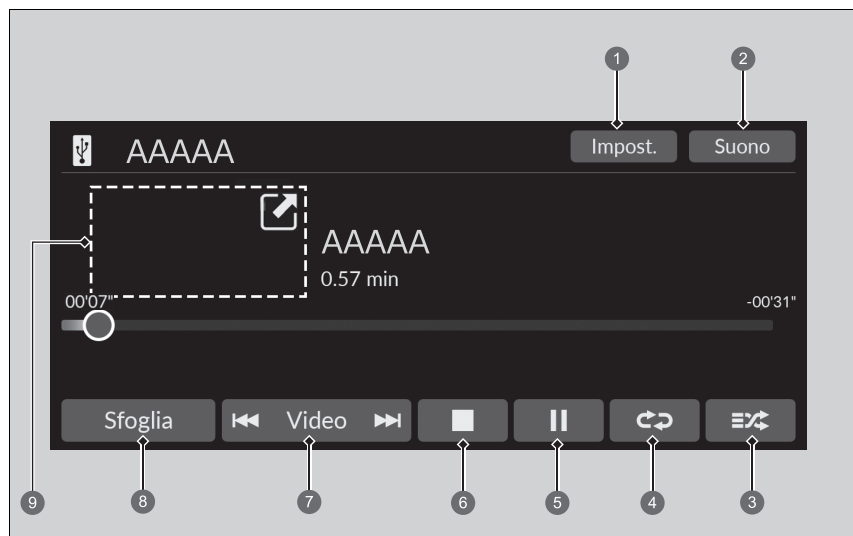 1 2
AAAAA Impost. Suono
AAAAA
9
0.57 min
00'07" -00'31"
Sfoglia Video
8 7 6 5 4 3